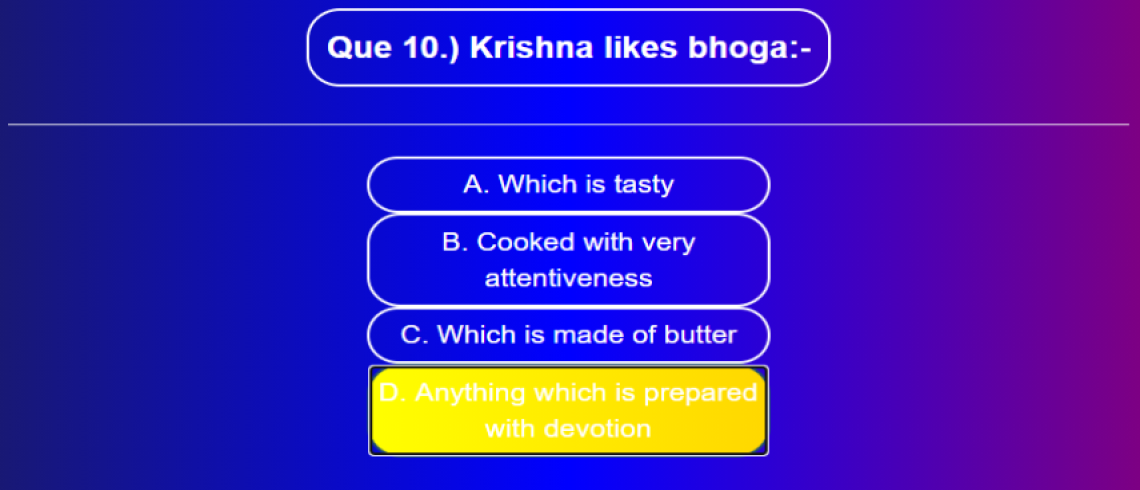 Que 10.) Krishna likes bhoga:-
A. Which is tasty
B. Cooked with very
attentiveness
C. Which is made of butter
D. Anything which is prepared
with devotion